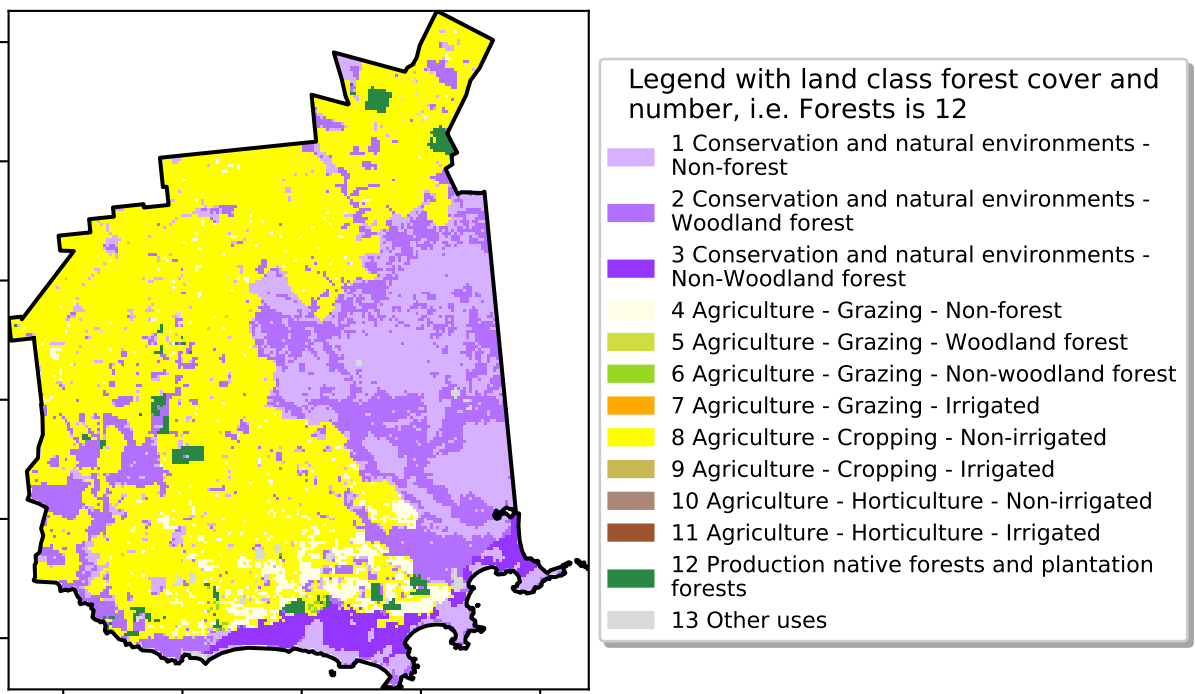 Legend with land class forest cover and
number, i.e. Forests is 12
1 Conservation and natural environments -
Non-forest
2 Conservation and natural environments -
Woodland forest
3 Conservation and natural environments -
Non-Woodland forest
4 Agriculture - Grazing - Non-forest
5 Agriculture - Grazing - Woodland forest
6 Agriculture - Grazing - Non-woodland forest
7 Agriculture - Grazing - Irrigated
8 Agriculture - Cropping - Non-irrigated
9 Agriculture - Cropping - Irrigated
10 Agriculture - Horticulture - Non-irrigated
11 Agriculture - Horticulture - Irrigated
12 Production native forests and plantation
forests
13 Other uses